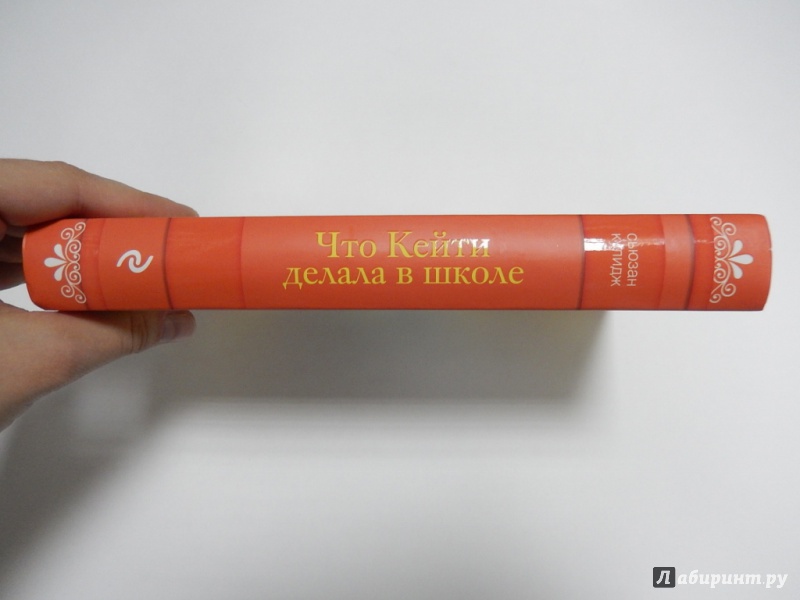 Что Кейти
делала в школе
сьюзан
кулидж
Лабиринт.ру